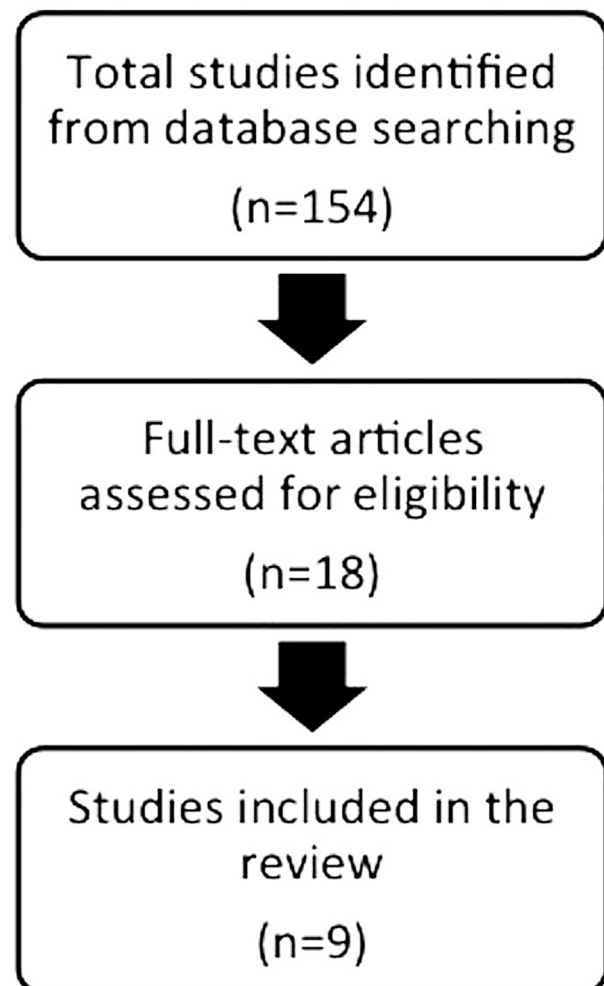 Total studies identified
from database searching
(n=154)
Full-text articles
assessed for eligibility
(n=18)
Studies included in the
review
(n=9)